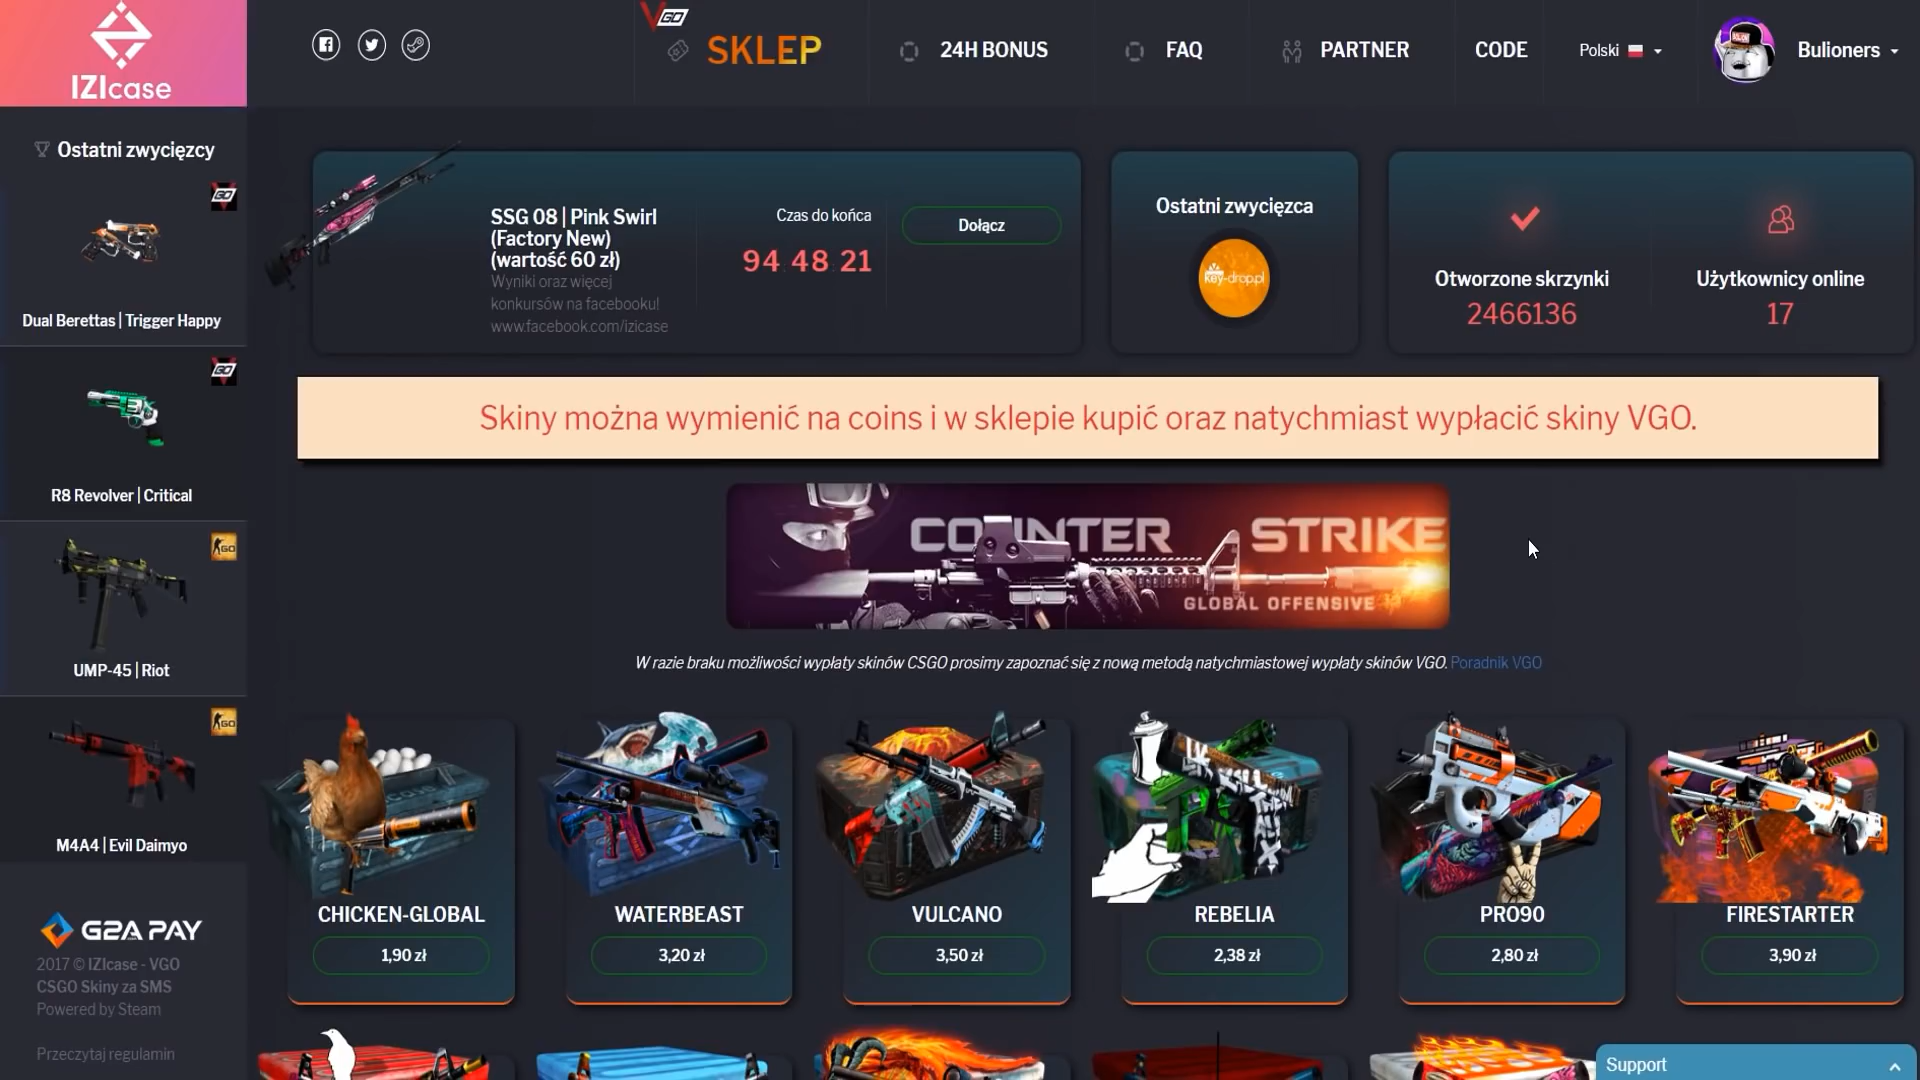 IZIcase
VGO
SKLEP
24H BONUS
FAQ
PARTNER
CODE
Polski
Bulioners
Ostatni zwycięzcy
GO
Dual Berettas | Trigger Happy
GO
R8 Revolver | Critical
GO
UMP-45 | Riot
GO
M4A4 | Evil Daimyo
G2A PAY
2017 © IZIcase - VGO
CSGO Skiny za SMS
Powered by Steam
Przeczytaj regulamin
SSG 08 | Pink Swirl
(Factory New)
(wartość 60 zł)
Wyniki oraz więcej
konkursów na facebooku!
www.facebook.com/izicase
Czas do końca
94 48 21
Dołącz
Ostatni zwycięzca
key-drop.pl
Otworzone skrzynki
2466136
Użytkownicy online
17
Skiny można wymienić na coins i w sklepie kupić oraz natychmiast wypłacić skiny VGO.
COUNTER STRIKE
GLOBAL OFFENSIVE
W razie braku możliwości wypłaty skinów CSGO prosimy zapoznać się z nową metodą natychmiastowej wypłaty skinów VGO. Poradnik VGO
CHICKEN-GLOBAL
1,90 zł
WATERBEAST
3,20 zł
VULCANO
3,50 zł
REBELIA
2,38 zł
PRO90
2,80 zł
FIRESTARTER
3,90 zł
Support